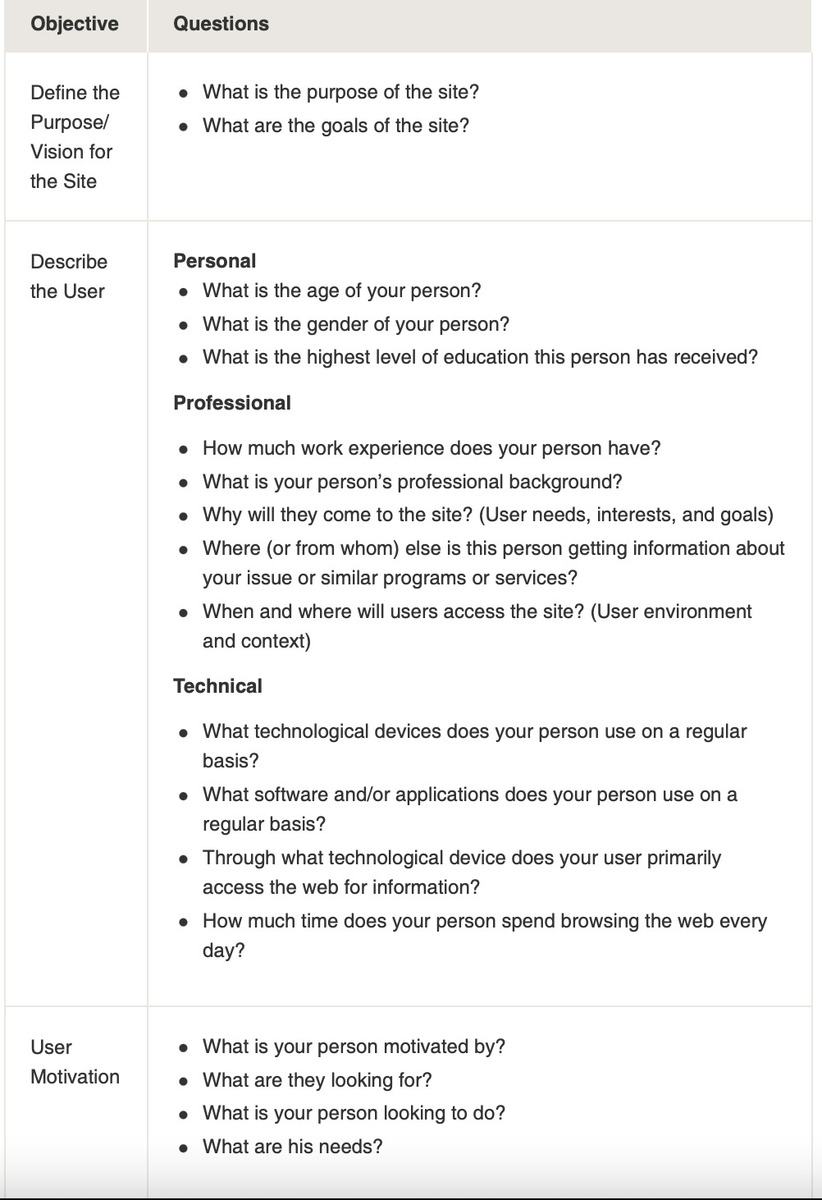 Objective
Questions
Define the
Purpose/
Vision for
the Site
● What is the purpose of the site?
● What are the goals of the site?
Describe
the User
Personal
● What is the age of your person?
● What is the gender of your person?
● What is the highest level of education this person has received?
Professional
● How much work experience does your person have?
● What is your person’s professional background?
● Why will they come to the site? (User needs, interests, and goals)
● Where (or from whom) else is this person getting information about
your issue or similar programs or services?
● When and where will users access the site? (User environment
and context)
Technical
● What technological devices does your person use on a regular
basis?
● What software and/or applications does your person use on a
regular basis?
● Through what technological device does your user primarily
access the web for information?
● How much time does your person spend browsing the web every
day?
User
Motivation
● What is your person motivated by?
● What are they looking for?
● What is your person looking to do?
● What are his needs?